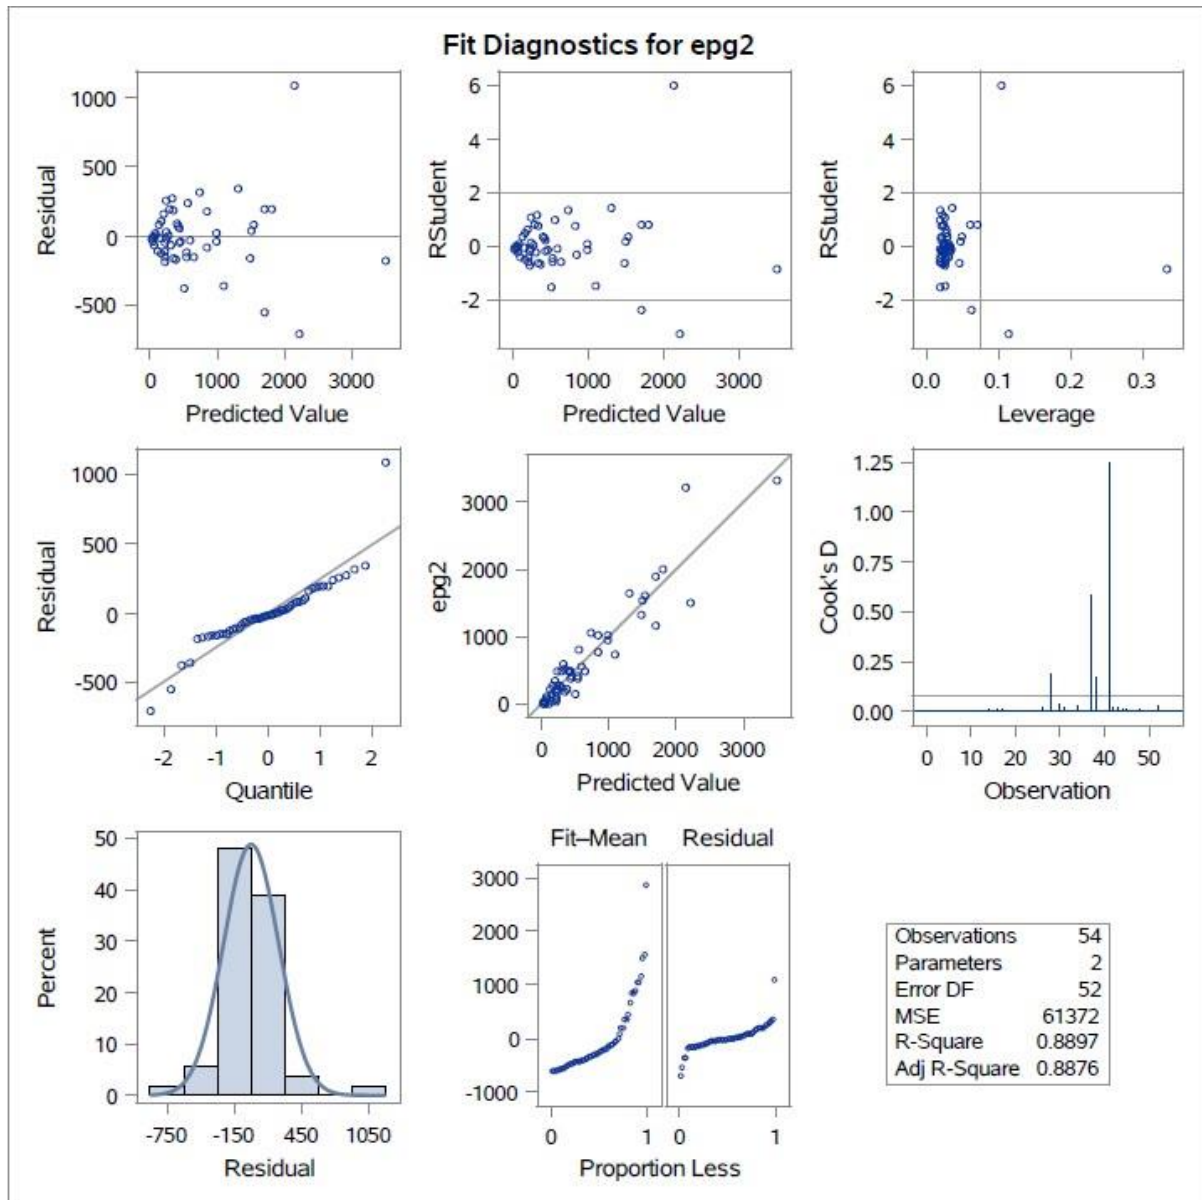 Fit Diagnostics for epg2
1000
500
0
-500
Residual
0 1000 2000 3000
Predicted Value
6
4
2
0
-2
RStudent
0 1000 2000 3000
Predicted Value
6
4
2
0
-2
RStudent
0.0 0.1 0.2 0.3
Leverage
1000
500
0
-500
Residual
-2 -1 0 1 2
Quantile
3000
2000
1000
0
epg2
0 1000 2000 3000
Predicted Value
1.25
1.00
0.75
0.50
0.25
0.00
Cook's D
0 10 20 30 40 50
Observation
50
40
30
20
10
0
Percent
-750 -150 450 1050
Residual
Fit–Mean Residual
3000
2000
1000
0
-1000
0 1 0 1
Proportion Less
Observations 54
Parameters 2
Error DF 52
MSE 61372
R-Square 0.8897
Adj R-Square 0.8876